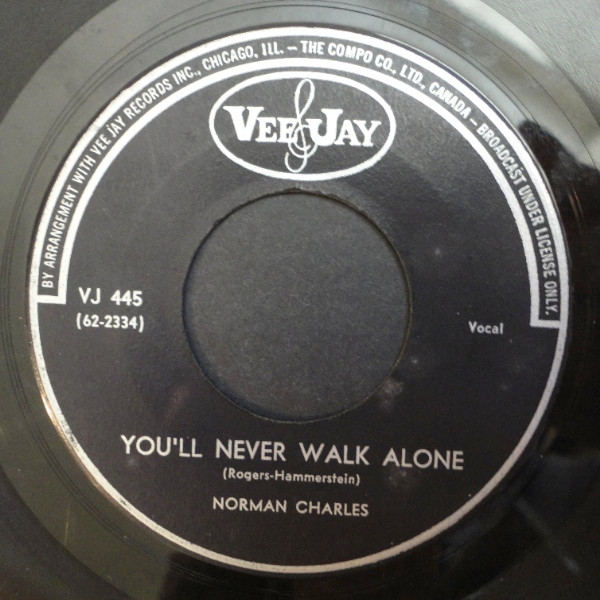 BY ARRANGEMENT WITH VEE JAY RECORDS INC., CHICAGO, ILL. – THE COMPO CO., LTD., CANADA – BROADCAST UNDER LICENSE ONLY.
VEE JAY
VJ 445
(62-2334)
Vocal
YOU'LL NEVER WALK ALONE
(Rogers-Hammerstein)
NORMAN CHARLES